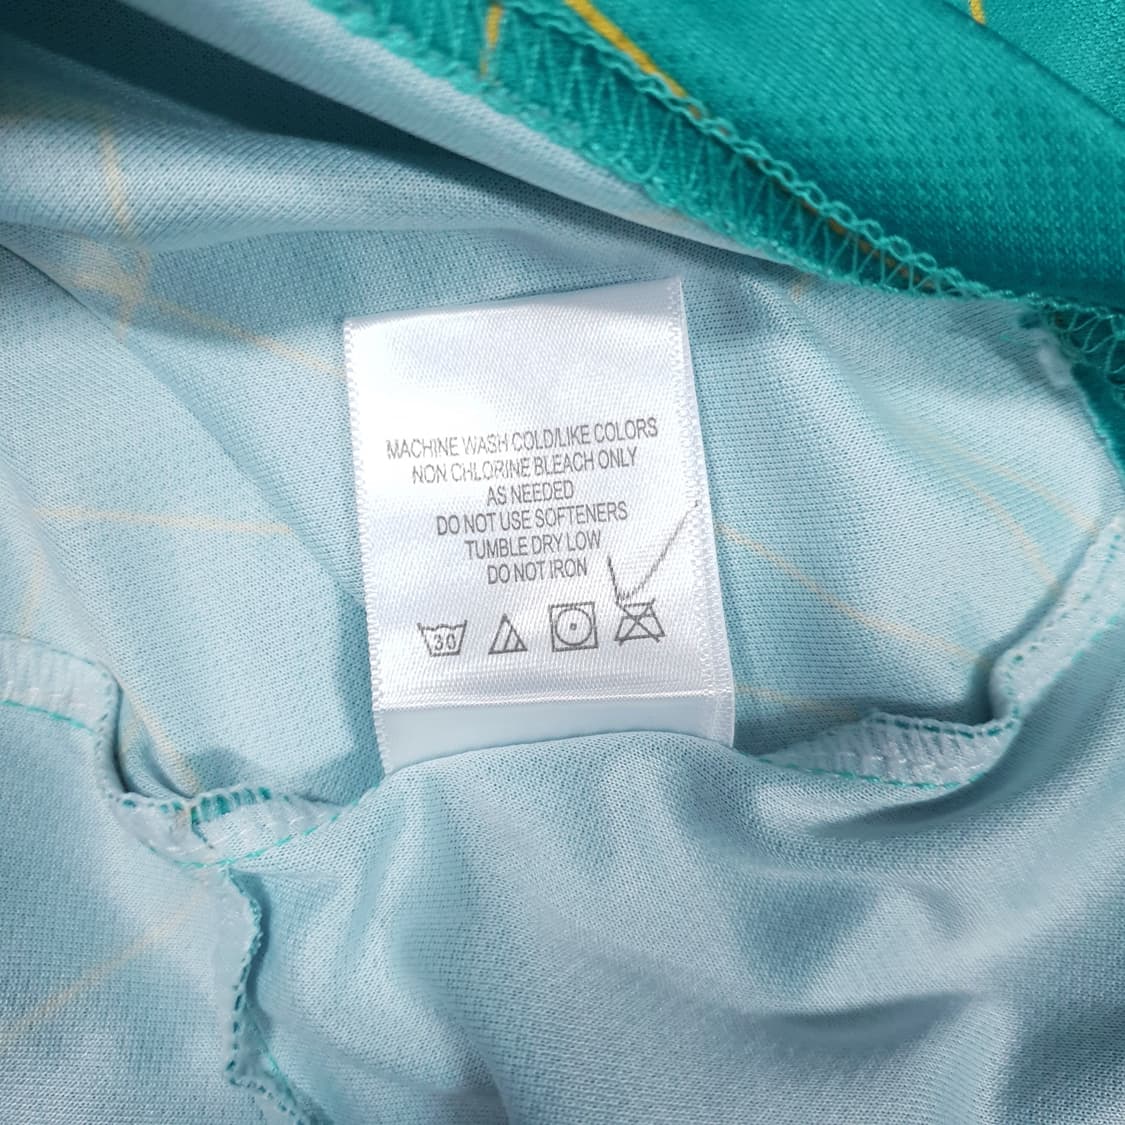 MACHINE WASH COLD/LIKE COLORS
NON CHLORINE BLEACH ONLY
AS NEEDED
DO NOT USE SOFTENERS
TUMBLE DRY LOW
DO NOT IRON
30